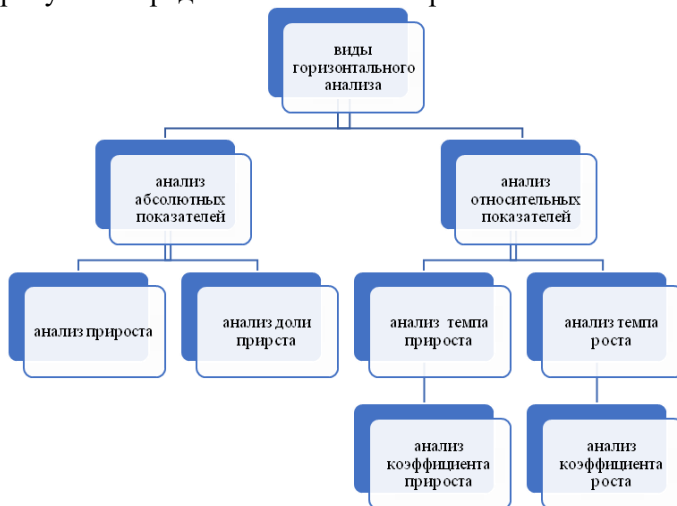 виды
горизонтального
анализа
анализ
абсолютных
показателей
анализ
относительных
показателей
анализ прироста
анализ доли
прирста
анализ темпа
прироста
анализ темпа
роста
анализ
коэффициента
прироста
анализ
коэффициента
роста